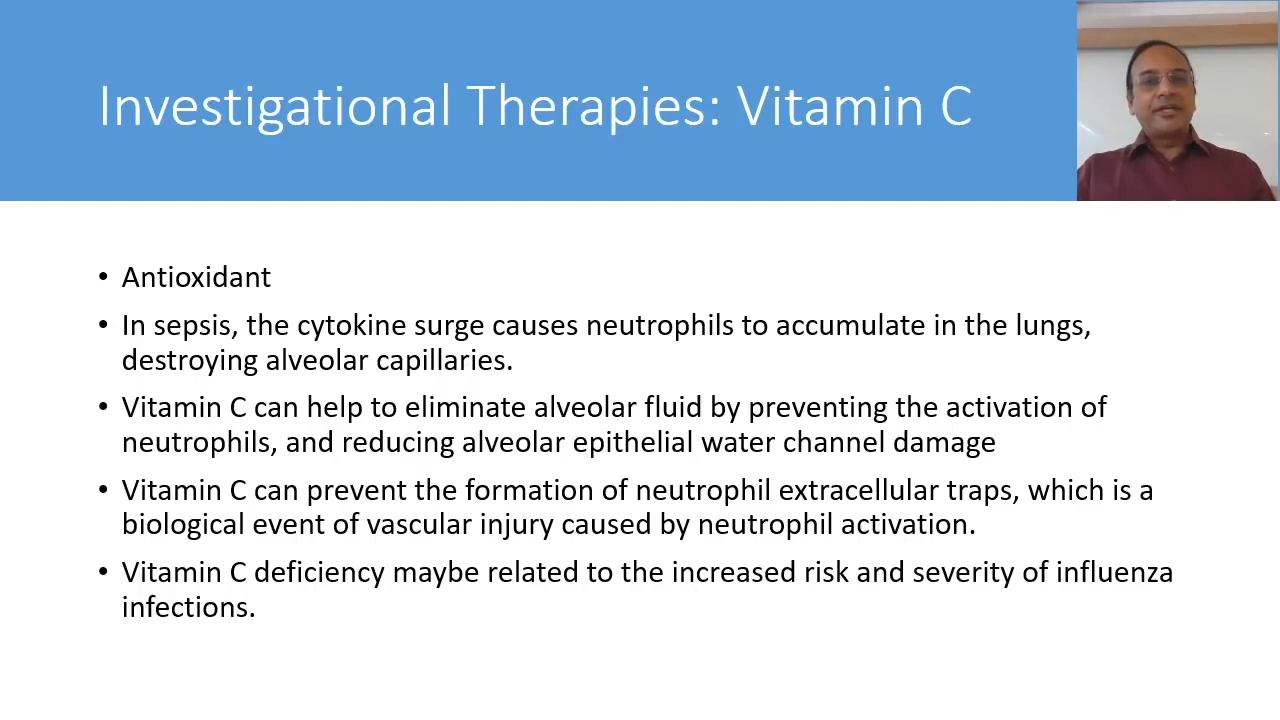 Investigational Therapies: Vitamin C
• Antioxidant
• In sepsis, the cytokine surge causes neutrophils to accumulate in the lungs,
destroying alveolar capillaries.
• Vitamin C can help to eliminate alveolar fluid by preventing the activation of
neutrophils, and reducing alveolar epithelial water channel damage
• Vitamin C can prevent the formation of neutrophil extracellular traps, which is a
biological event of vascular injury caused by neutrophil activation.
• Vitamin C deficiency maybe related to the increased risk and severity of influenza
infections.